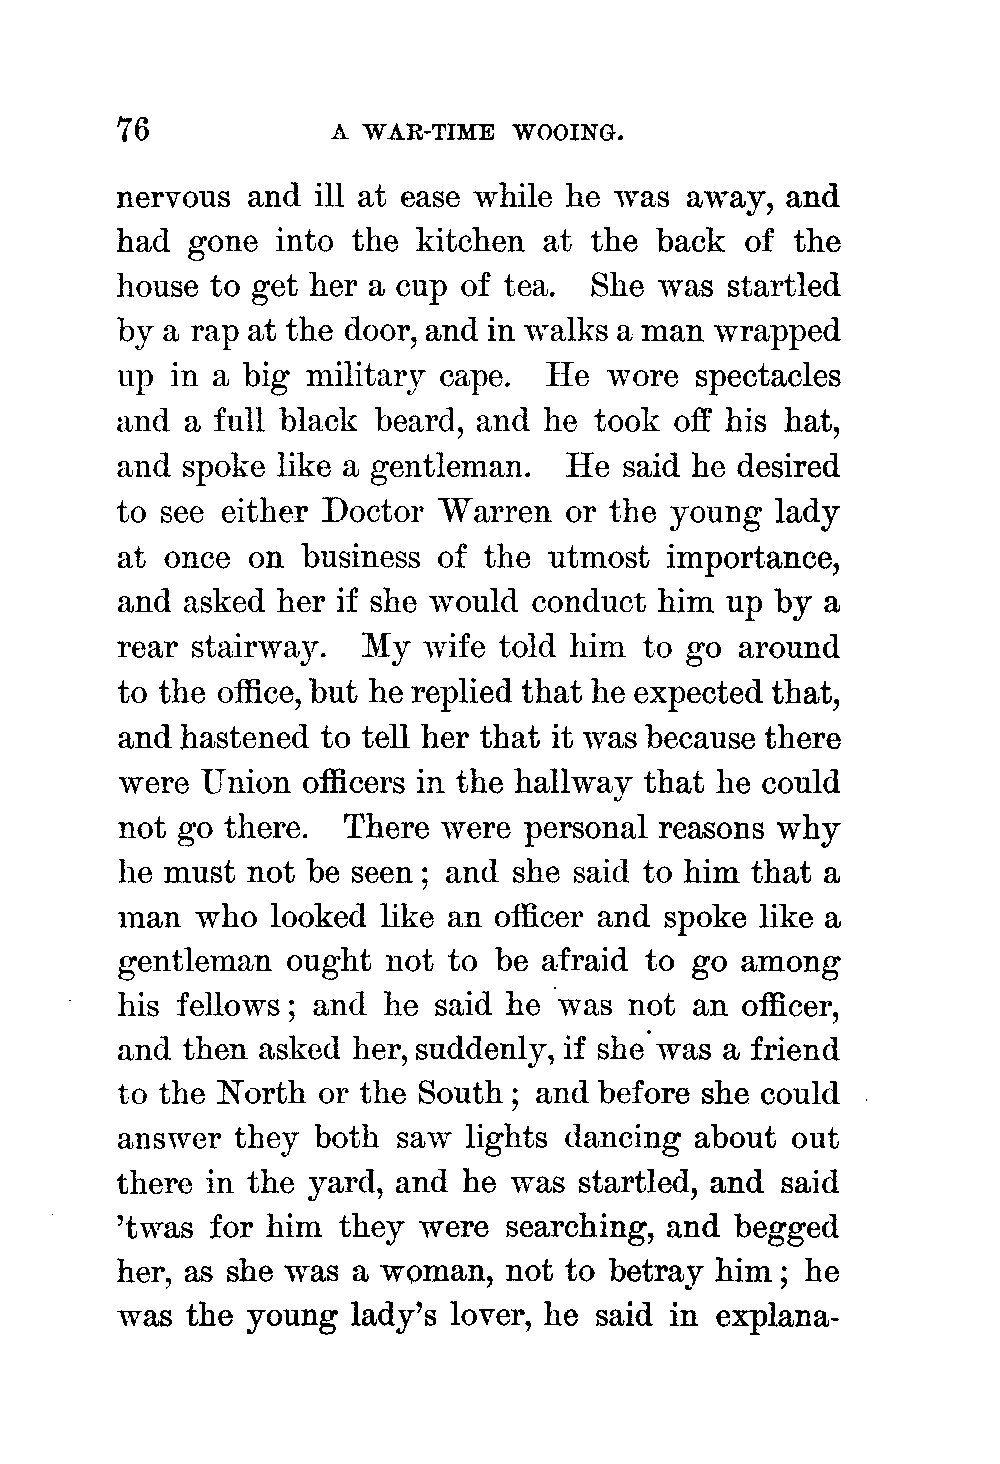 76 A WAR-TIME WOOING.
nervous and ill at ease while he was away, and
had gone into the kitchen at the back of the
house to get her a cup of tea. She was startled
by a rap at the door, and in walks a man wrapped
up in a big military cape. He wore spectacles
and a full black beard, and he took off his hat,
and spoke like a gentleman. He said he desired
to see either Doctor Warren or the young lady
at once on business of the utmost importance,
and asked her if she would conduct him up by a
rear stairway. My wife told him to go around
to the office, but he replied that he expected that,
and hastened to tell her that it was because there
were Union officers in the hallway that he could
not go there. There were personal reasons why
he must not be seen; and she said to him that a
man who looked like an officer and spoke like a
gentleman ought not to be afraid to go among
his fellows; and he said he was not an officer,
and then asked her, suddenly, if she was a friend
to the North or the South; and before she could
answer they both saw lights dancing about out
there in the yard, and he was startled, and said
’twas for him they were searching, and begged
her, as she was a woman, not to betray him; he
was the young lady’s lover, he said in explana-